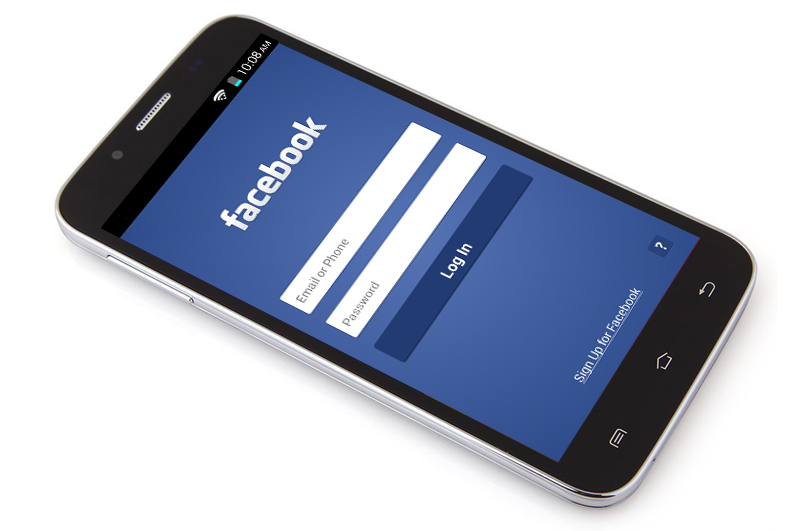 10:08 AM
facebook
Email or Phone
Password
Log In
?
Sign Up for Facebook